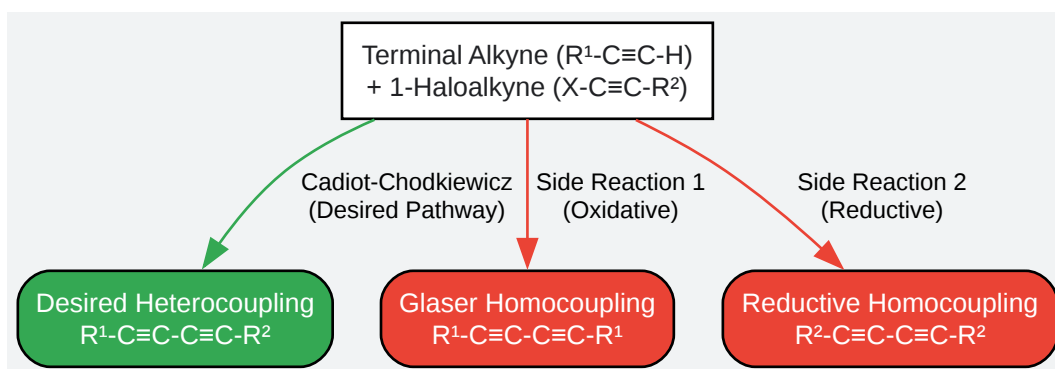 Terminal Alkyne (R¹-C≡C-H)
+ 1-Haloalkyne (X-C≡C-R²)
Cadiot-Chodkiewicz
(Desired Pathway)
Side Reaction 1
(Oxidative)
Side Reaction 2
(Reductive)
Desired Heterocoupling
R¹-C≡C-C≡C-R²
Glaser Homocoupling
R¹-C≡C-C≡C-R¹
Reductive Homocoupling
R²-C≡C-C≡C-R²